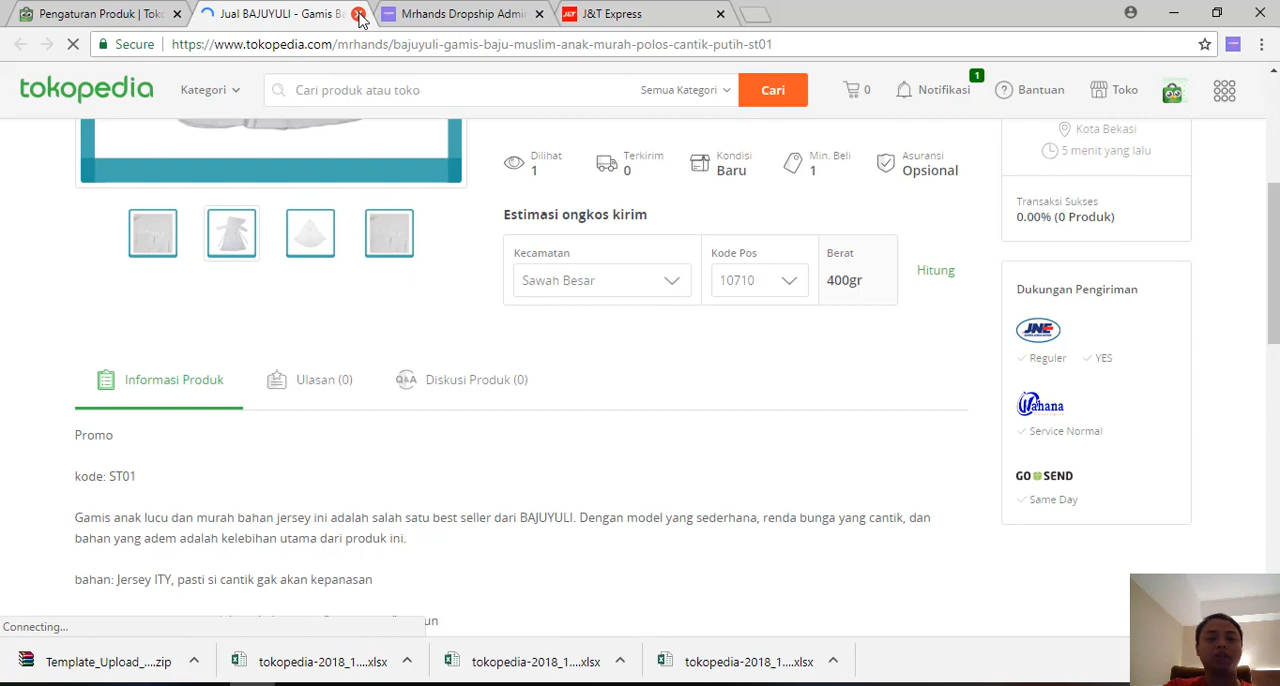 Pengaturan Produk | Toko
Jual BAJUYULI - Gamis Ba
Mrhands Dropship Admi
J&T Express
Secure
https://www.tokopedia.com/mrhands/bajuyuli-gamis-baju-muslim-anak-murah-polos-cantik-putih-st01
tokopedia
Kategori
Cari produk atau toko
Semua Kategori
Cari
0
Notifikasi
1
Bantuan
Toko
Dilihat
1
Terkirim
0
Kondisi
Baru
Min. Beli
1
Asuransi
Opsional
Kota Bekasi
5 menit yang lalu
Transaksi Sukses
0.00% (0 Produk)
Estimasi ongkos kirim
Kecamatan
Sawah Besar
Kode Pos
10710
Berat
400gr
Hitung
Dukungan Pengiriman
JNE
Reguler
YES
Wahana
Service Normal
GO SEND
Same Day
Informasi Produk
Ulasan (0)
Q&A
Diskusi Produk (0)
Promo
kode: ST01
Gamis anak lucu dan murah bahan jersey ini adalah salah satu best seller dari BAJUYULI. Dengan model yang sederhana, renda bunga yang cantik, dan
bahan yang adem adalah kelebihan utama dari produk ini.
bahan: Jersey ITY, pasti si cantik gak akan kepanasan
Connecting...
Template_Upload_....zip
tokopedia-2018_1....xlsx
tokopedia-2018_1....xlsx
tokopedia-2018_1....xlsx